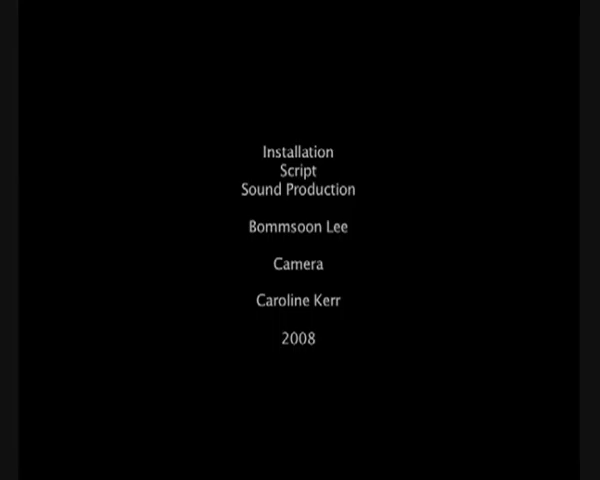 Installation
Script
Sound Production
Bommsoon Lee
Camera
Caroline Kerr
2008